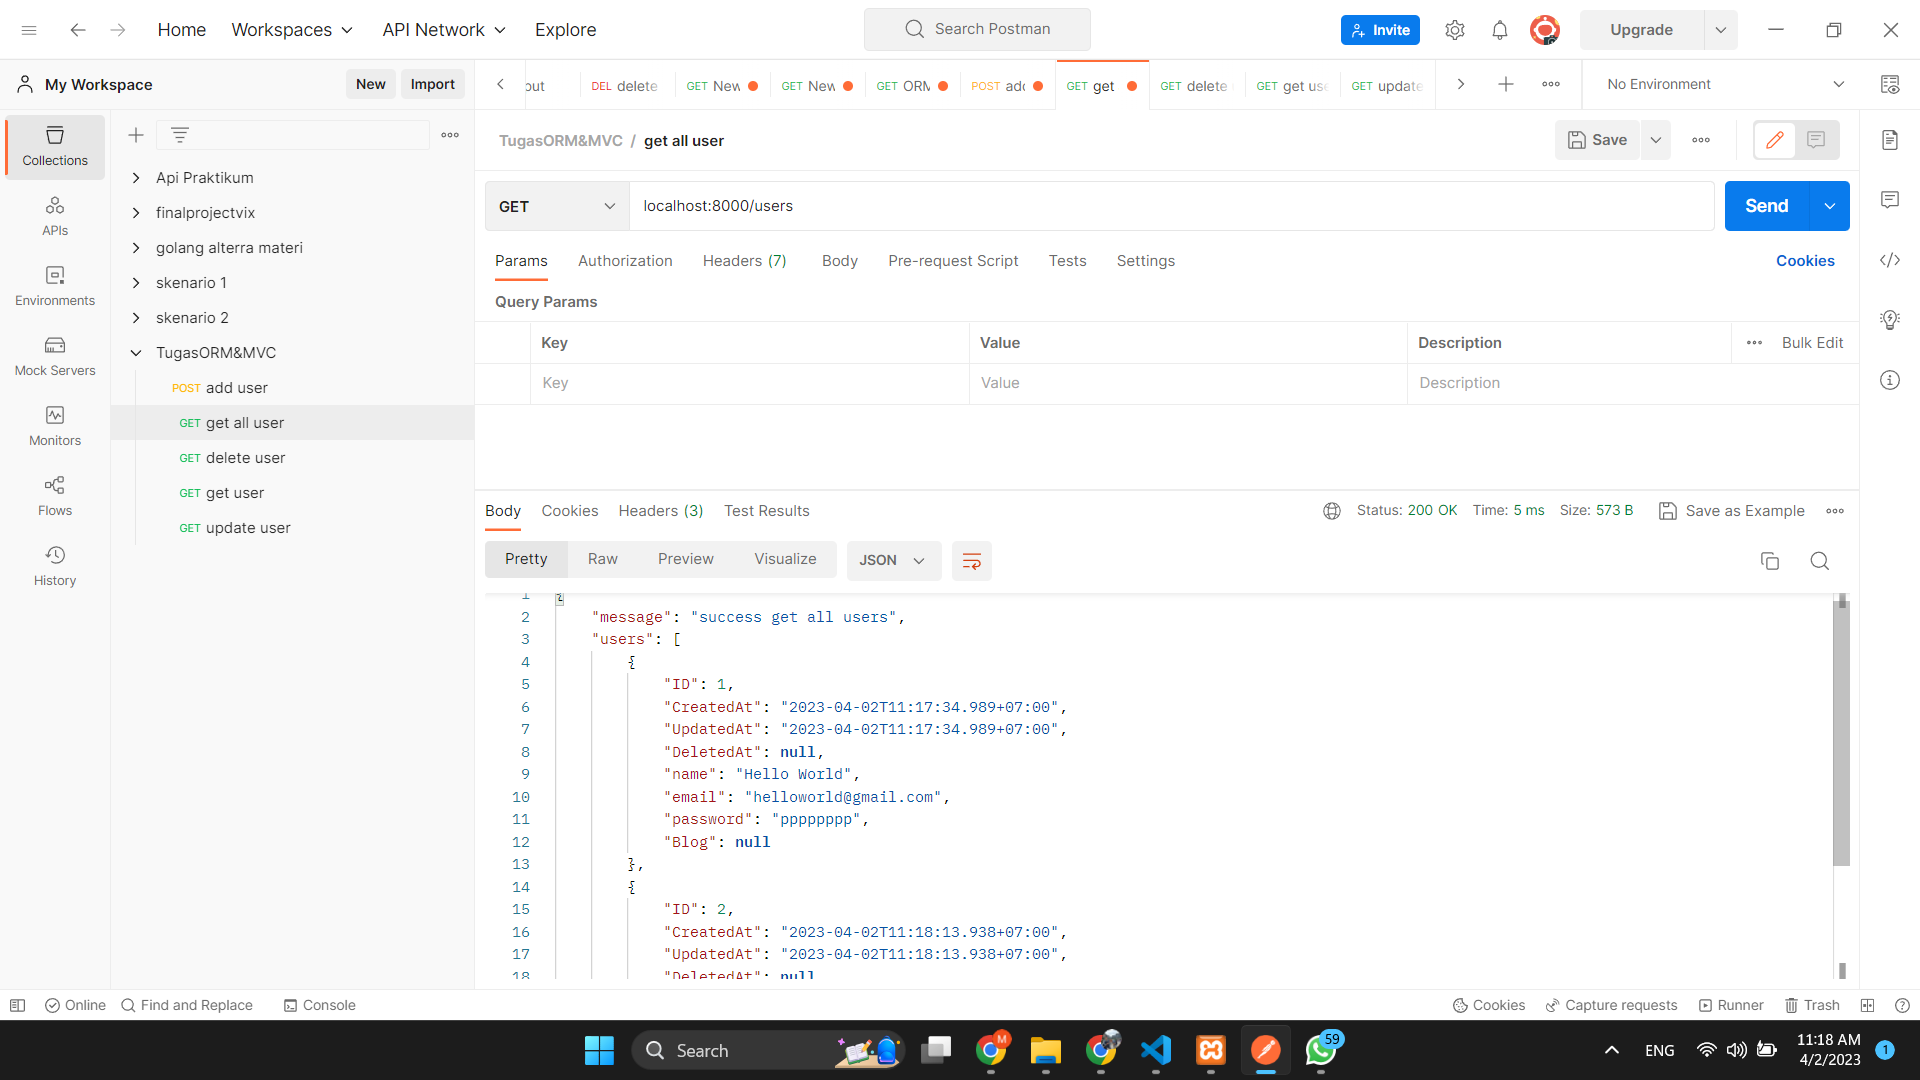 Home Workspaces API Network Explore Search Postman Invite Upgrade
My Workspace New Import
out DEL delete GET New GET New GET ORM POST add GET get GET delete GET get use GET update No Environment
Collections
APIs
Environments
Mock Servers
Monitors
Flows
History
Api Praktikum
finalprojectvix
golang alterra materi
skenario 1
skenario 2
TugasORM&MVC
POST add user
GET get all user
GET delete user
GET get user
GET update user
TugasORM&MVC / get all user Save
GET localhost:8000/users Send
Params Authorization Headers (7) Body Pre-request Script Tests Settings Cookies
Query Params
Key Value Description Bulk Edit
Key Value Description
Body Cookies Headers (3) Test Results Status: 200 OK Time: 5 ms Size: 573 B Save as Example
Pretty Raw Preview Visualize JSON
1 {
2 "message": "success get all users",
3 "users": [
4 {
5 "ID": 1,
6 "CreatedAt": "2023-04-02T11:17:34.989+07:00",
7 "UpdatedAt": "2023-04-02T11:17:34.989+07:00",
8 "DeletedAt": null,
9 "name": "Hello World",
10 "email": "helloworld@gmail.com",
11 "password": "pppppppp",
12 "Blog": null
13 },
14 {
15 "ID": 2,
16 "CreatedAt": "2023-04-02T11:18:13.938+07:00",
17 "UpdatedAt": "2023-04-02T11:18:13.938+07:00",
18 "DeletedAt": null
Online Find and Replace Console Cookies Capture requests Runner Trash
Search M 59 ENG 11:18 AM
4/2/2023 1